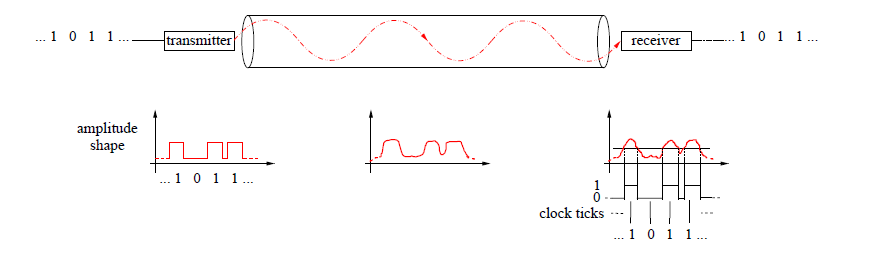 ... 1 0 1 1 ... transmitter receiver ... 1 0 1 1 ...
amplitude
shape
... 1 0 1 1 ...
1
0
clock ticks
... 1 0 1 1 ...